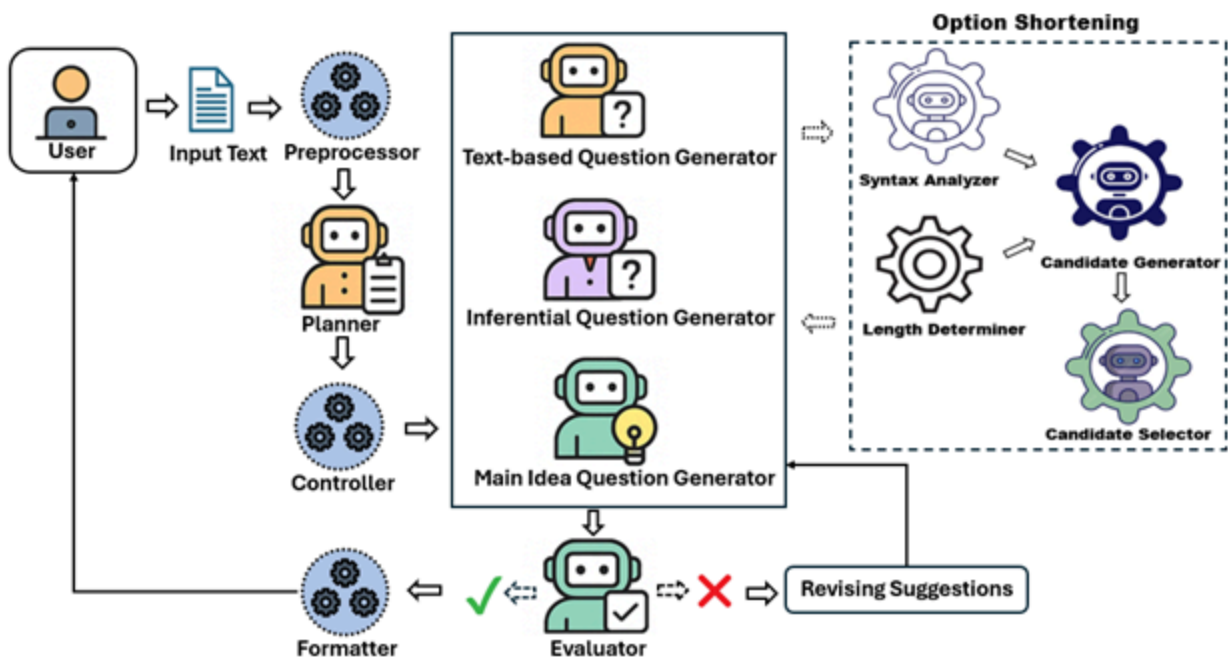 Option Shortening
User
Input Text
Preprocessor
Text-based Question Generator
Syntax Analyzer
Candidate Generator
Planner
Inferential Question Generator
Length Determiner
Candidate Selector
Controller
Main Idea Question Generator
Revising Suggestions
Formatter
Evaluator
?
?